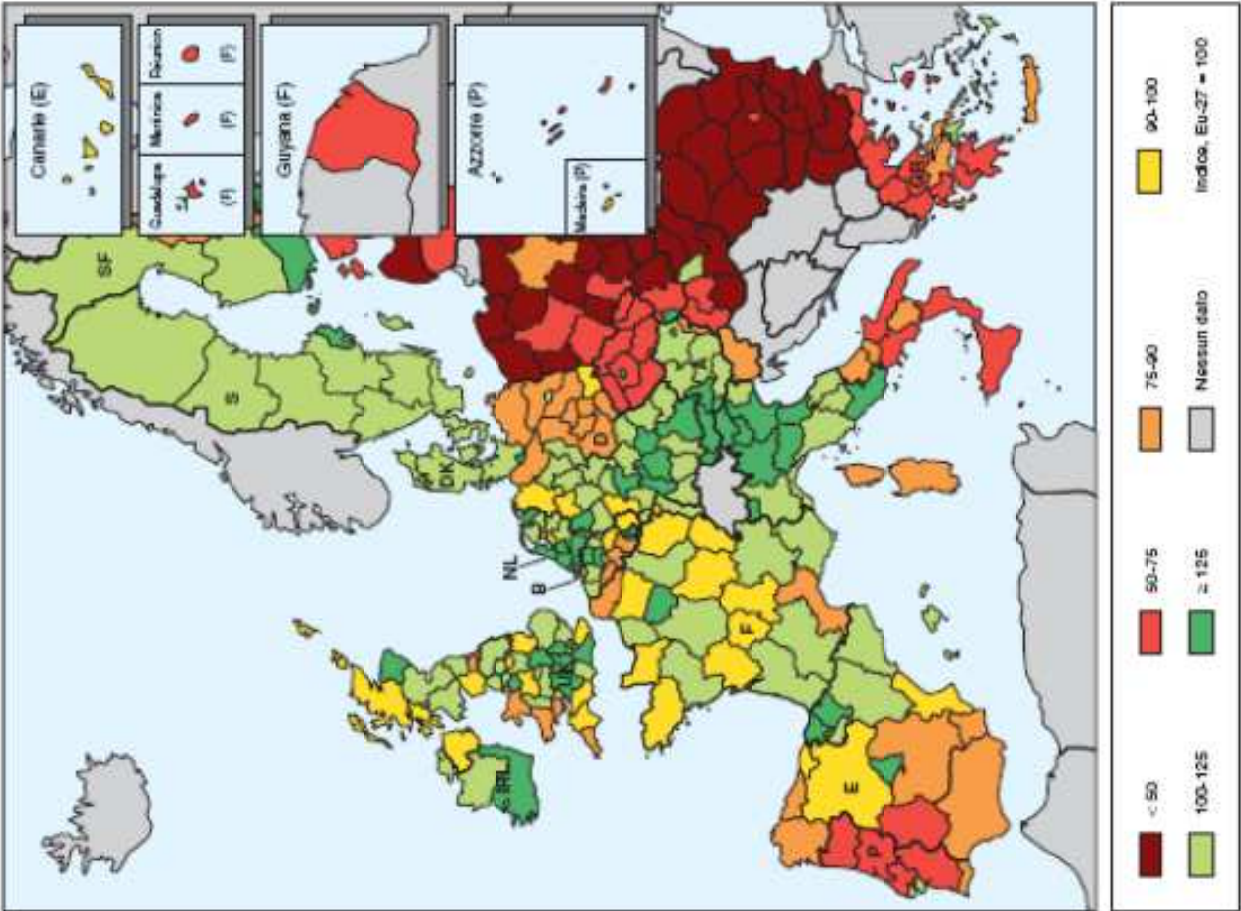 Canarie (E)
Guadalupa
(F)
Martinica
(F)
Réunion
(F)
Guyana (F)
Azzorre (P)
Madeira (P)
SF
S
DK
NL
B
IRL
UK
D
D
F
E
P
GR
< 50
50-75
75-90
90-100
100-125
≥ 125
Nessun dato
Indice, Eu-27 = 100